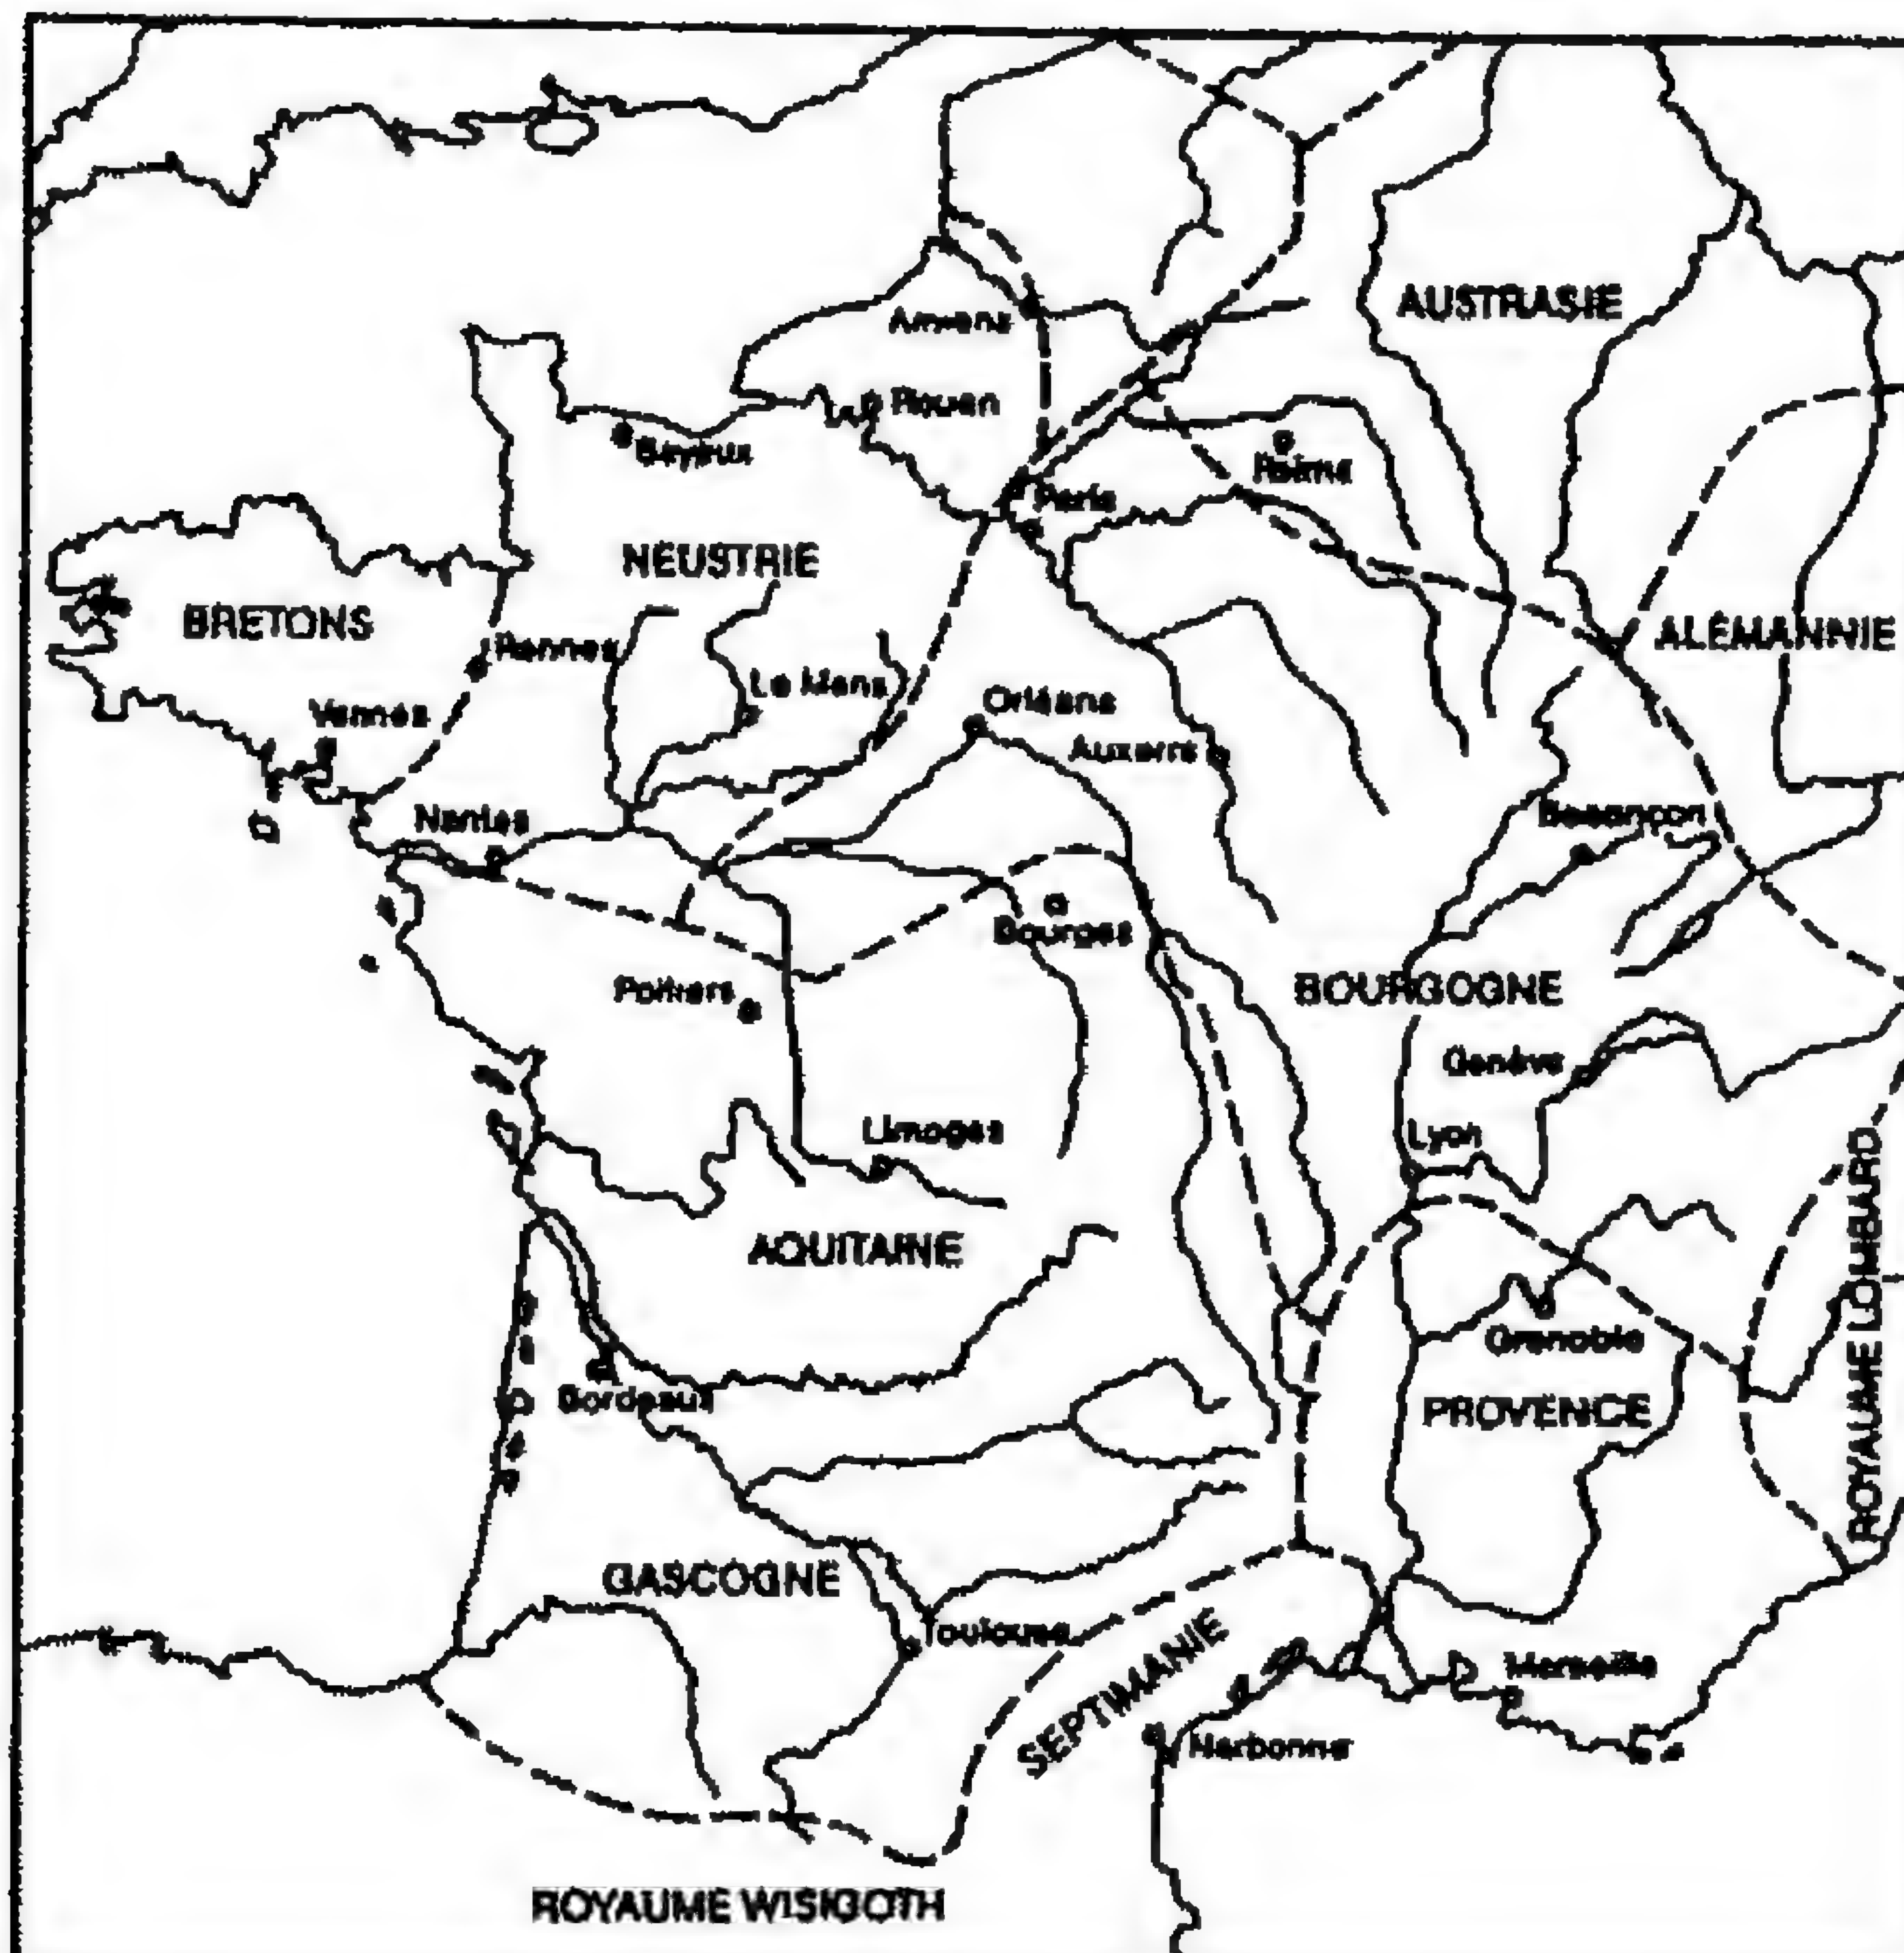 AUSTRASIE
Amiens
Rouen
Bayeux
Reims
Paris
NEUSTRIE
BRETONS
Rennes
ALÉMANNIE
Le Mans
Vannes
Orléans
Auxerre
Nantes
Besançon
Bourges
Poitiers
BOURGOGNE
Genève
Limoges
Lyon
ROYAUME LOMBARD
AQUITAINE
Grenoble
Bordeaux
PROVENCE
GASCOGNE
Toulouse
SEPTIMANIE
Marseille
Narbonne
ROYAUME WISIGOTH